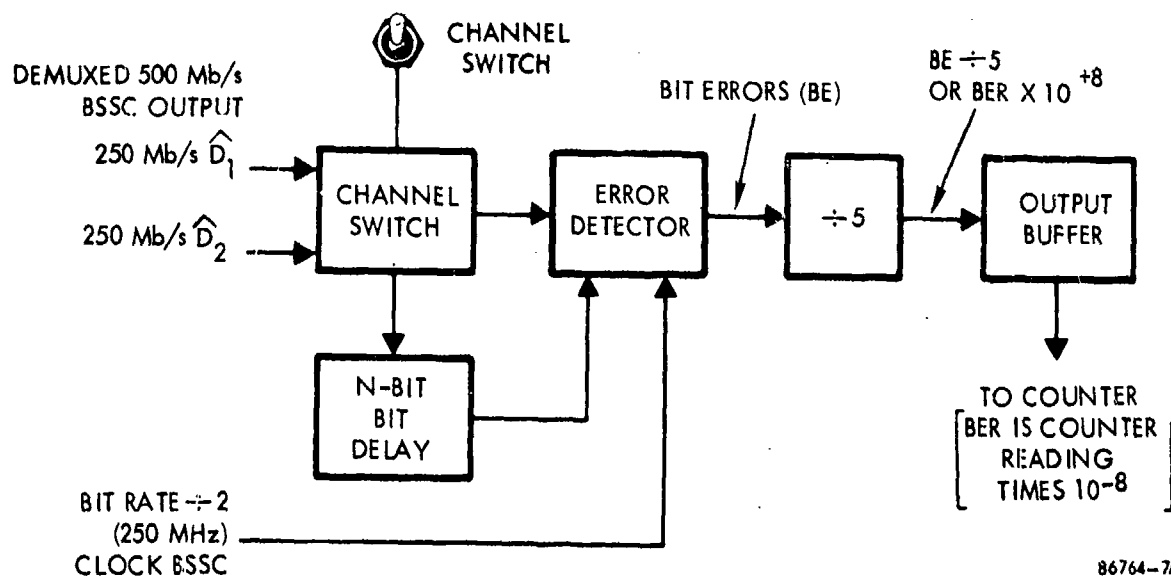 CHANNEL
SWITCH
DEMUXED 500 Mb/s
BSSC OUTPUT
250 Mb/s D̂1
250 Mb/s D̂2
CHANNEL
SWITCH
ERROR
DETECTOR
BIT ERRORS (BE)
÷5
BE ÷5
OR BER X 10 +8
OUTPUT
BUFFER
N-BIT
BIT
DELAY
TO COUNTER
BER IS COUNTER
READING
TIMES 10-8
BIT RATE ÷2
(250 MHz)
CLOCK BSSC